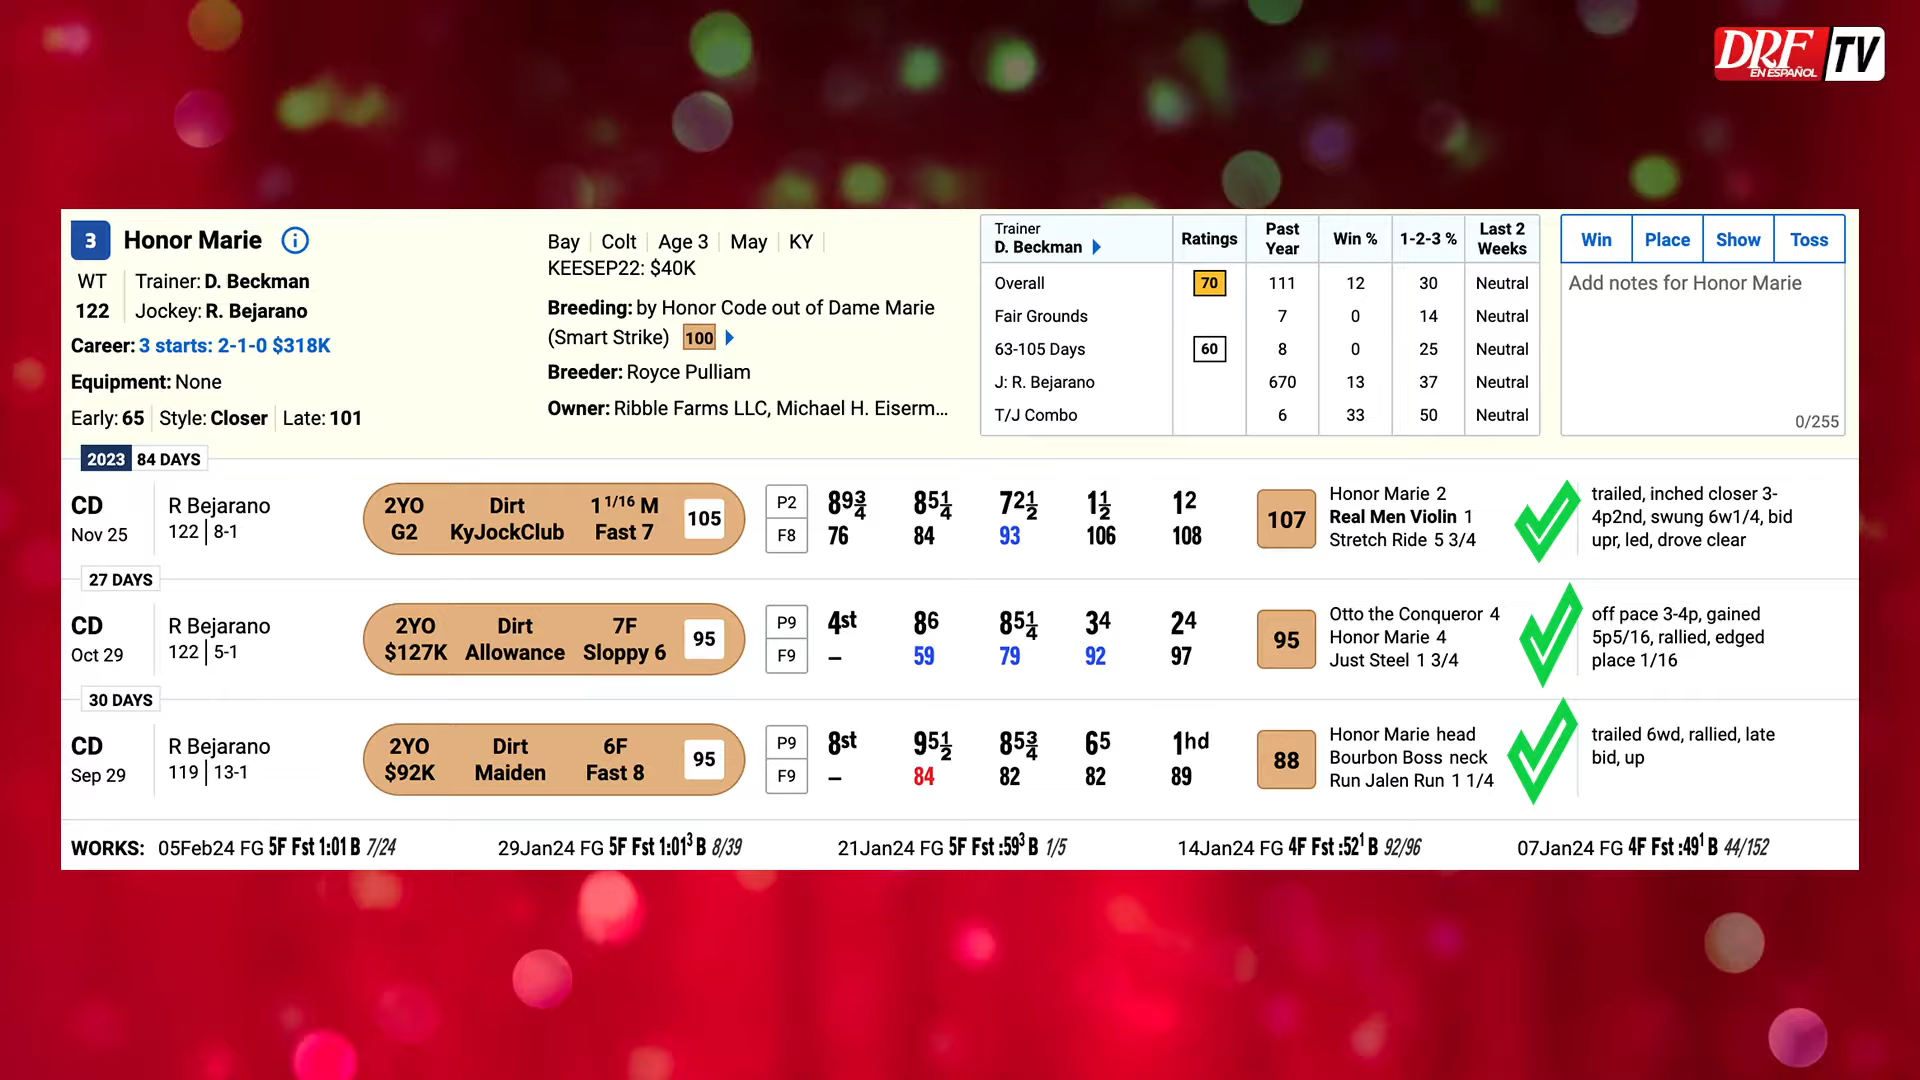 DRF EN ESPAÑOL TV
3 Honor Marie i
WT Trainer: D. Beckman
122 Jockey: R. Bejarano
Career: 3 starts: 2-1-0 $318K
Equipment: None
Early: 65 Style: Closer Late: 101
Bay Colt Age 3 May KY
KEESEP22: $40K
Breeding: by Honor Code out of Dame Marie
(Smart Strike) 100
Breeder: Royce Pulliam
Owner: Ribble Farms LLC, Michael H. Eiserm...
Trainer D. Beckman Ratings Past Year Win % 1-2-3 % Last 2 Weeks
Overall 70 111 12 30 Neutral
Fair Grounds 7 0 14 Neutral
63-105 Days 60 8 0 25 Neutral
J: R. Bejarano 670 13 37 Neutral
T/J Combo 6 33 50 Neutral
Win Place Show Toss
Add notes for Honor Marie
0/255
2023 84 DAYS
CD R Bejarano 2YO Dirt 1 1/16 M 105 P2 8 9 3/4 8 5 1/4 7 2 1/2 1 1/2 1 2 107 Honor Marie 2 trailed, inched closer 3-
Nov 25 122 8-1 G2 KyJockClub Fast 7 F8 76 84 93 106 108 Real Men Violin 1 4p2nd, swung 6w1/4, bid
Stretch Ride 5 3/4 upr, led, drove clear
27 DAYS
CD R Bejarano 2YO Dirt 7F 95 P9 4st 8 6 8 5 1/4 3 4 2 4 95 Otto the Conqueror 4 off pace 3-4p, gained
Oct 29 122 5-1 $127K Allowance Sloppy 6 F9 – 59 79 92 97 Honor Marie 4 5p5/16, rallied, edged
Just Steel 1 3/4 place 1/16
30 DAYS
CD R Bejarano 2YO Dirt 6F 95 P9 8st 9 5 1/2 8 5 3/4 6 5 1hd 88 Honor Marie head trailed 6wd, rallied, late
Sep 29 119 13-1 $92K Maiden Fast 8 F9 – 84 82 82 89 Bourbon Boss neck bid, up
Run Jalen Run 1 1/4
WORKS: 05Feb24 FG 5F Fst 1:01 B 7/24 29Jan24 FG 5F Fst 1:01³ B 8/39 21Jan24 FG 5F Fst :59³ B 1/5 14Jan24 FG 4F Fst :52¹ B 92/96 07Jan24 FG 4F Fst :49¹ B 44/152